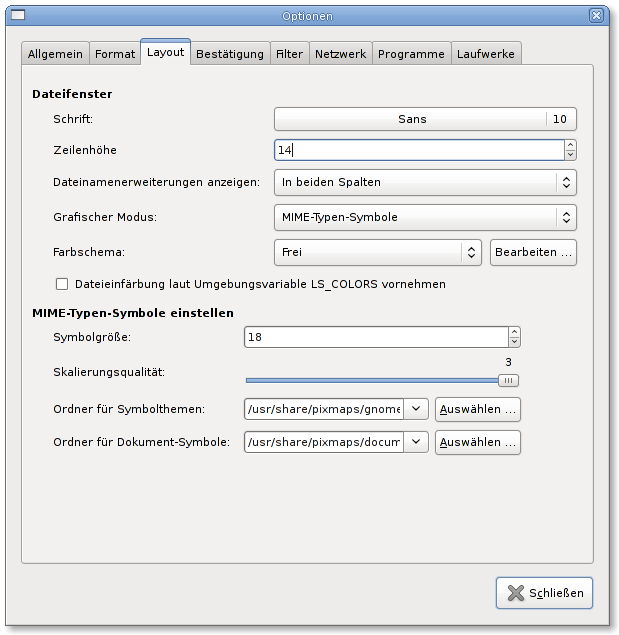 Optionen
Allgemein Format Layout Bestätigung Filter Netzwerk Programme Laufwerke
Dateifenster
Schrift: Sans 10
Zeilenhöhe 14
Dateinamenerweiterungen anzeigen: In beiden Spalten
Grafischer Modus: MIME-Typen-Symbole
Farbschema: Frei Bearbeiten ...
Dateieinfärbung laut Umgebungsvariable LS_COLORS vornehmen
MIME-Typen-Symbole einstellen
Symbolgröße: 18
3
Skalierungsqualität:
Ordner für Symbolthemen: /usr/share/pixmaps/gnome Auswählen ...
Ordner für Dokument-Symbole: /usr/share/pixmaps/docum Auswählen ...
Schließen